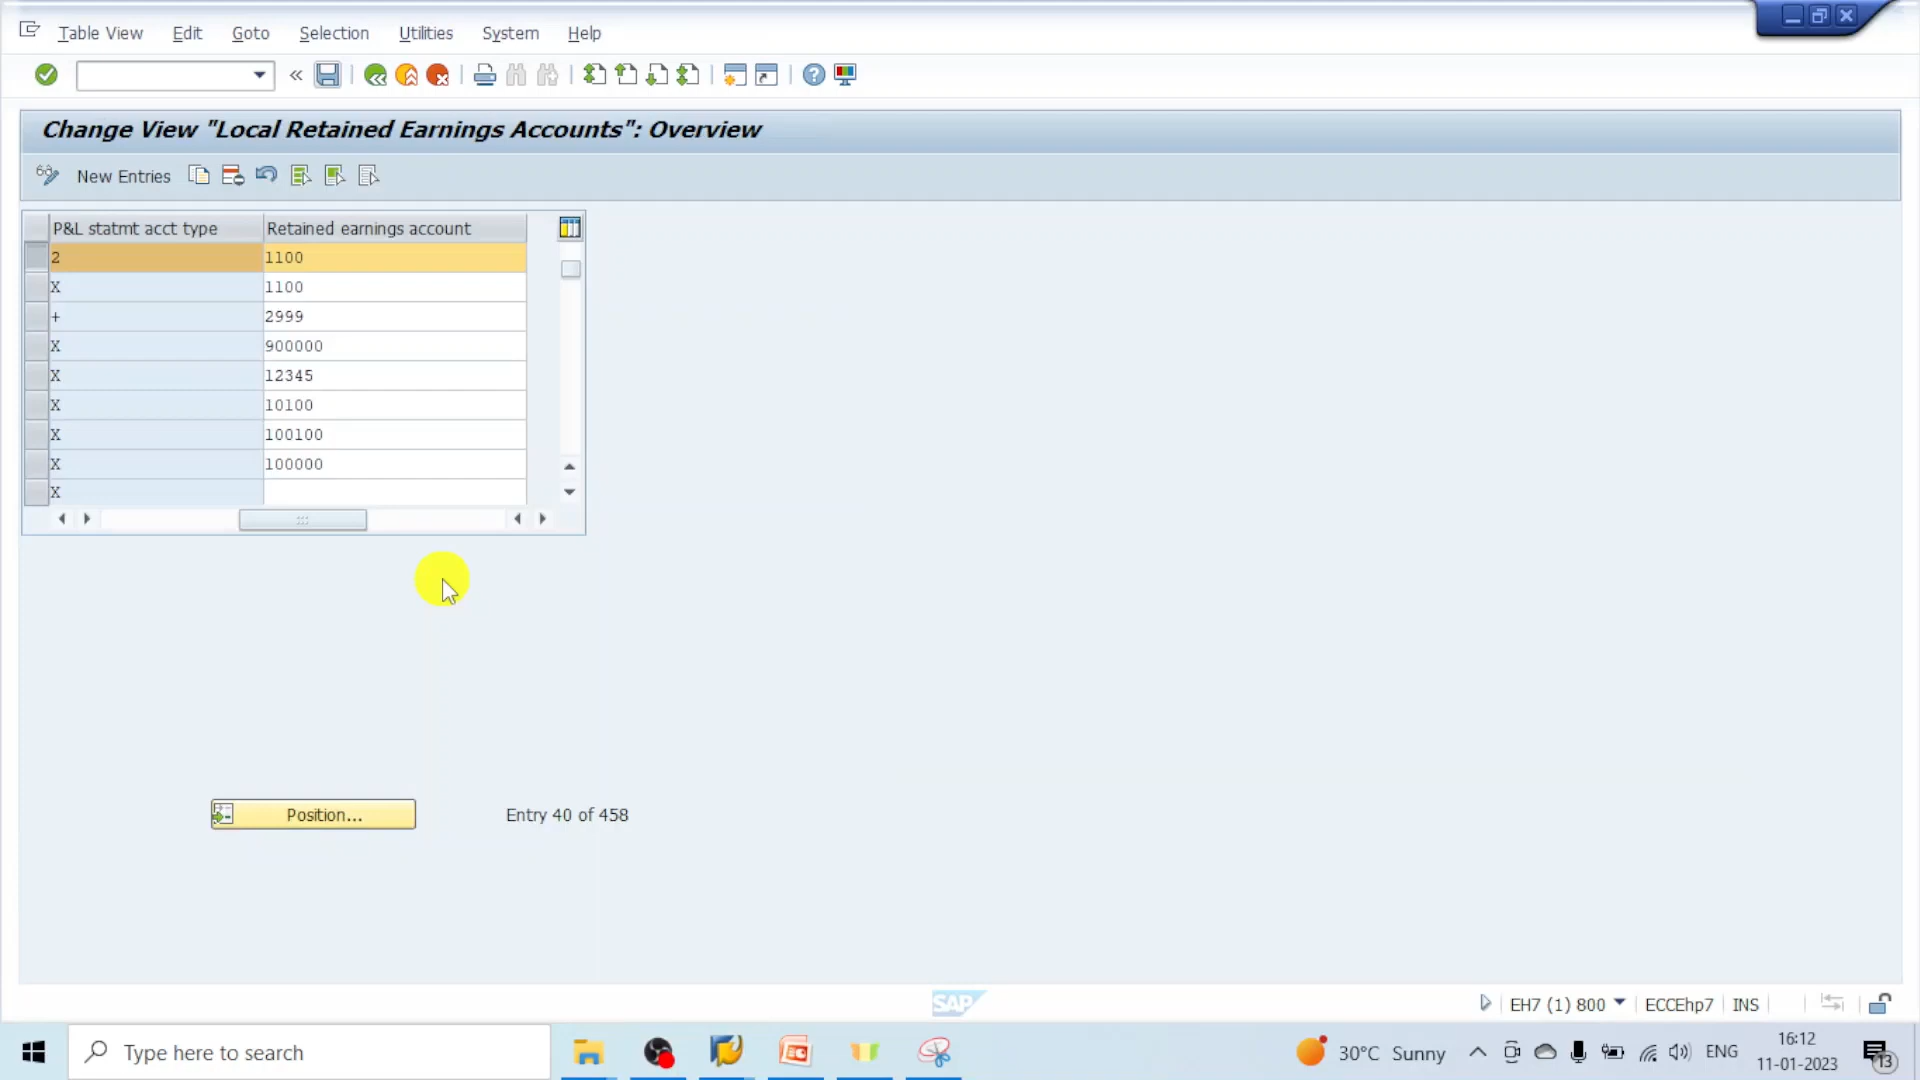 Table View Edit Goto Selection Utilities System Help
Change View "Local Retained Earnings Accounts": Overview
New Entries
P&L statmt acct type Retained earnings account
2 1100
X 1100
+ 2999
X 900000
X 12345
X 10100
X 100100
X 100000
X
Position... Entry 40 of 458
SAP
EH7 (1) 800 ECCEhp7 INS
Type here to search
30°C Sunny
ENG
16:12
11-01-2023
13